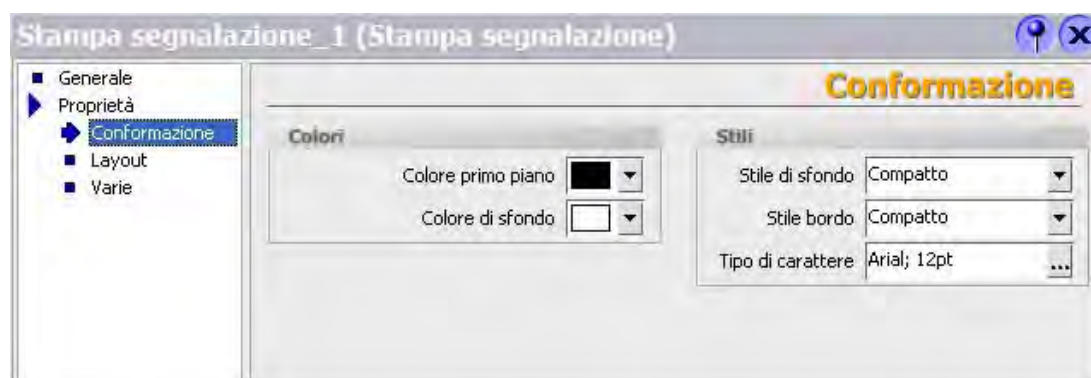 Stampa segnalazione_1 (Stampa segnalazione)
Generale
Proprietà
Conformazione
Layout
Varie
Conformazione
Colori
Colore primo piano
Colore di sfondo
Stili
Stile di sfondo Compatto
Stile bordo Compatto
Tipo di carattere Arial; 12pt ...